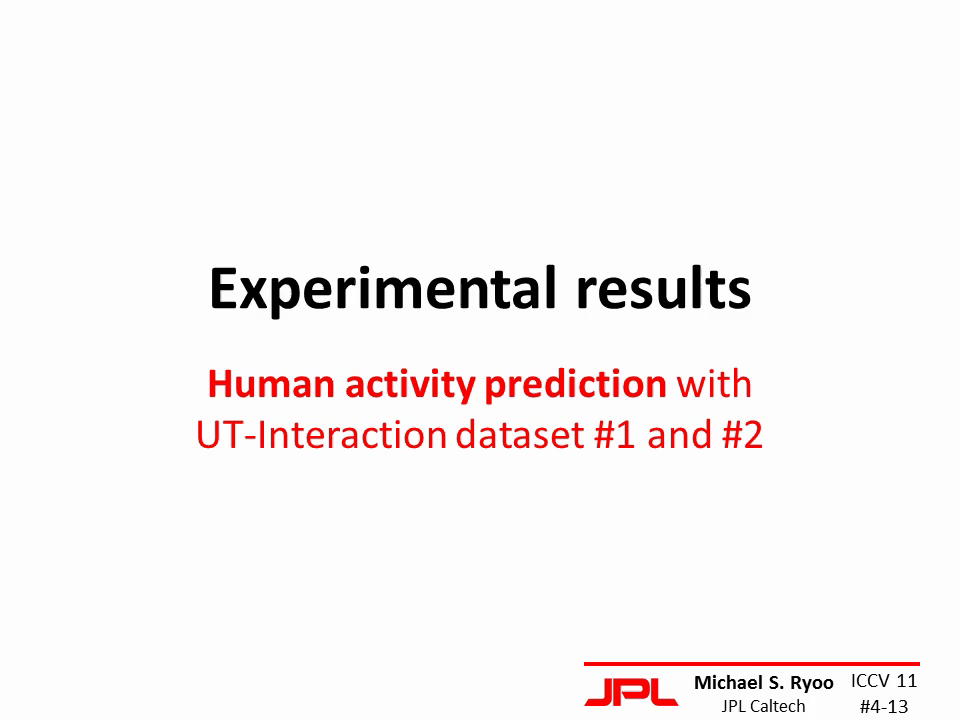 Experimental results
Human activity prediction with
UT-Interaction dataset #1 and #2
JPL
Michael S. Ryoo
JPL Caltech
ICCV 11
#4-13